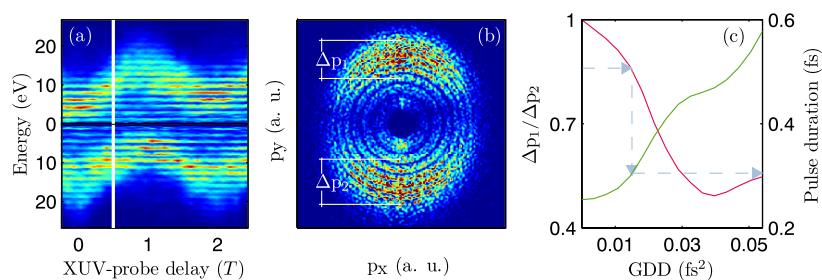 (a)
20
10
0
10
20
Energy (eV)
0 1 2
XUV-probe delay (T)
(b)
Δp1
Δp2
py (a. u.)
px (a. u.)
(c)
1
0.7
0.4
Δp1/Δp2
0.6
0.4
0.2
Pulse duration (fs)
0.01 0.03 0.05
GDD (fs²)